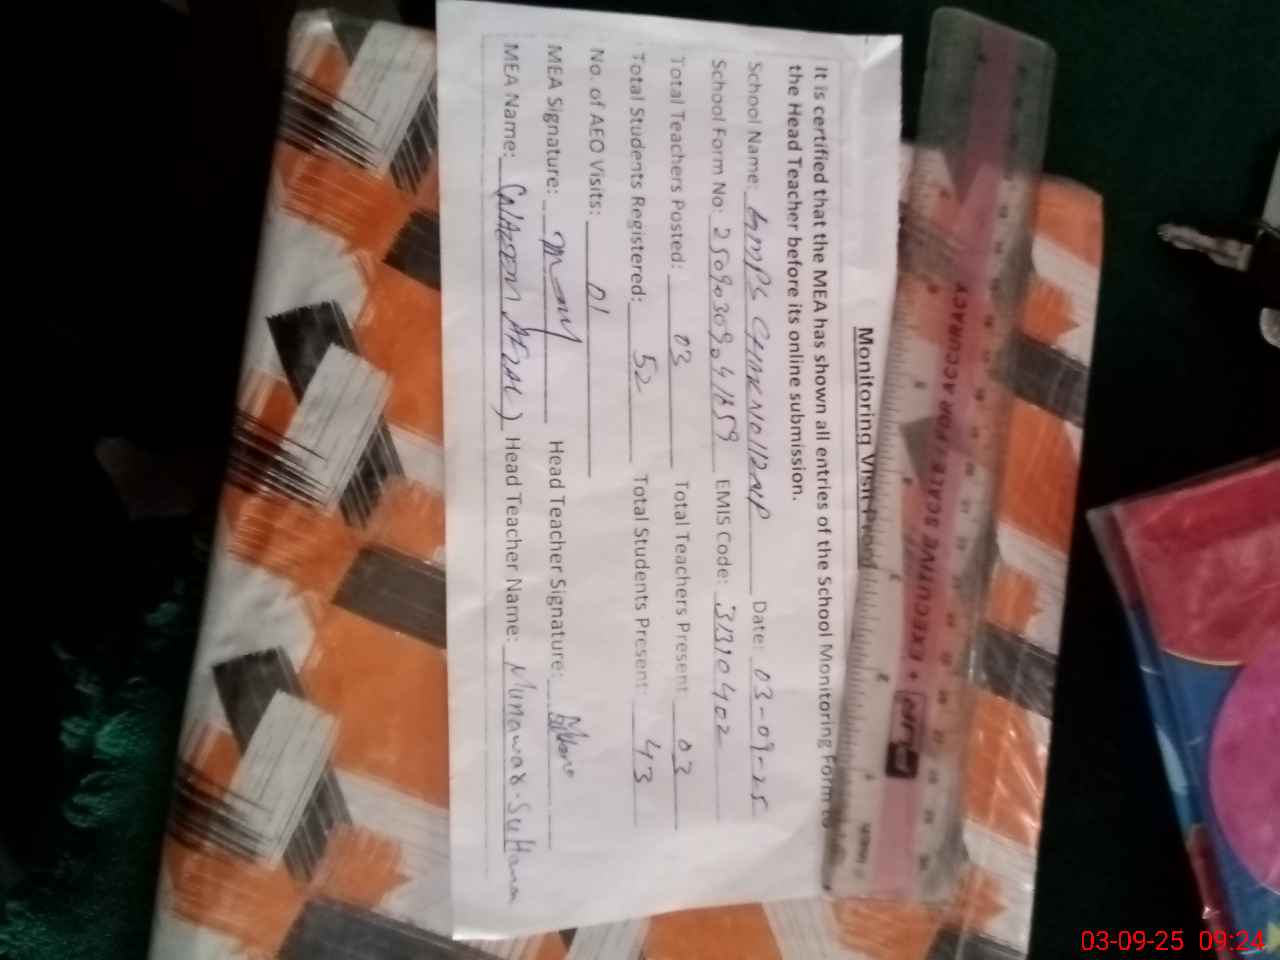 Monitoring Visit Proof
It is certified that the MEA has shown all entries of the School Monitoring Form to
the Head Teacher before its online submission.
School Name: GMPS CHAK NO 112 NP Date: 03-09-25
School Form No: EMIS Code: 31310402
Total Teachers Posted: 03 Total Teachers Present: 03
Total Students Registered: 52 Total Students Present: 43
No. of AEO Visits: 01
MEA Signature: Head Teacher Signature:
MEA Name: AFZAL) Head Teacher Name: Munawar Sultana
EXECUTIVE SCALE FOR ACCURACY
03-09-25 09:24